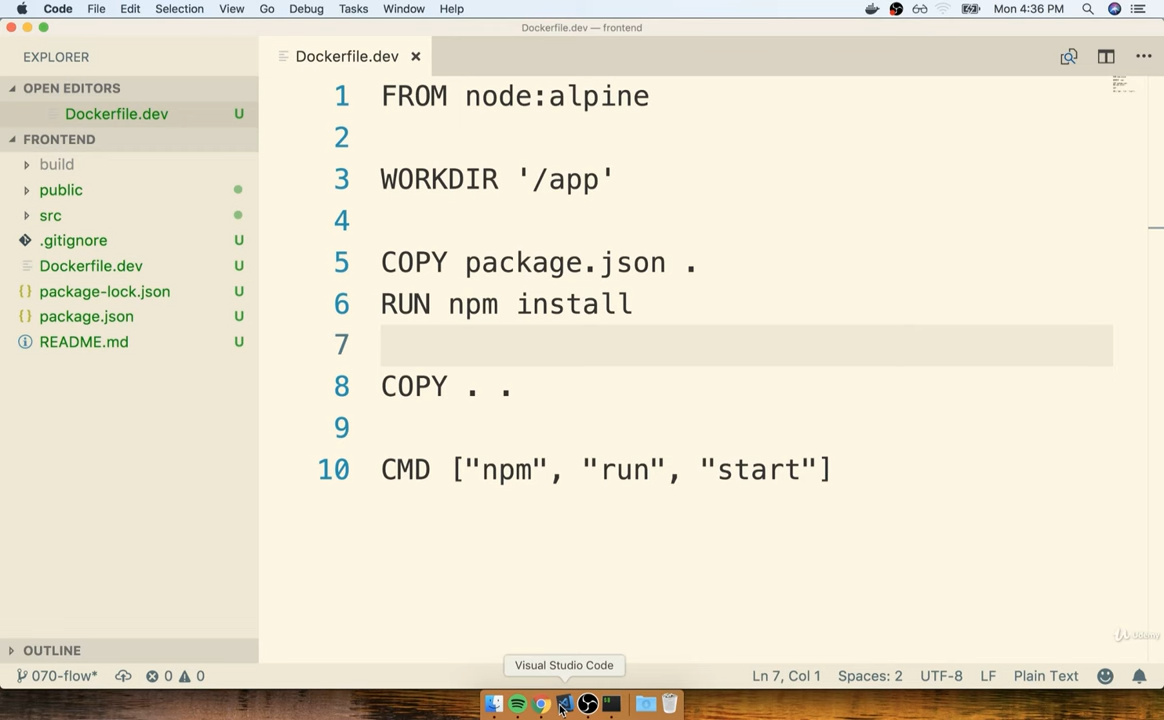 Code File Edit Selection View Go Debug Tasks Window Help Mon 4:36 PM
Dockerfile.dev — frontend
EXPLORER
Dockerfile.dev
OPEN EDITORS
Dockerfile.dev U
FRONTEND
build
public
src
.gitignore U
Dockerfile.dev U
package-lock.json U
package.json U
README.md U
OUTLINE
1 FROM node:alpine
2
3 WORKDIR '/app'
4
5 COPY package.json .
6 RUN npm install
7
8 COPY . .
9
10 CMD ["npm", "run", "start"]
Udemy
Visual Studio Code
070-flow* 0 0 Ln 7, Col 1 Spaces: 2 UTF-8 LF Plain Text